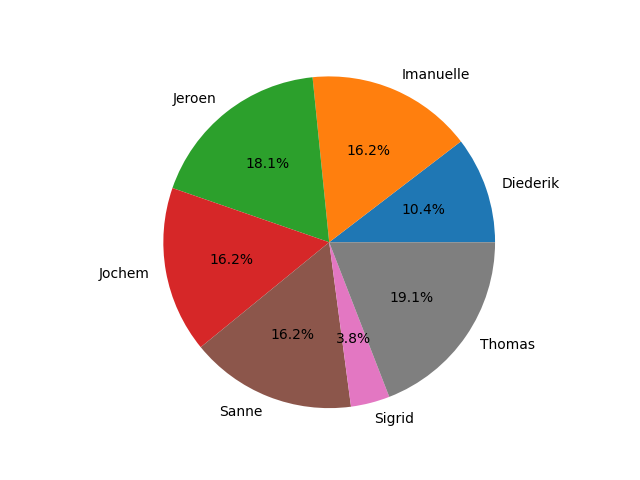 Imanuelle
Jeroen
16.2%
18.1%
Diederik
10.4%
16.2%
Jochem
19.1%
16.2%
3.8%
Thomas
Sanne
Sigrid